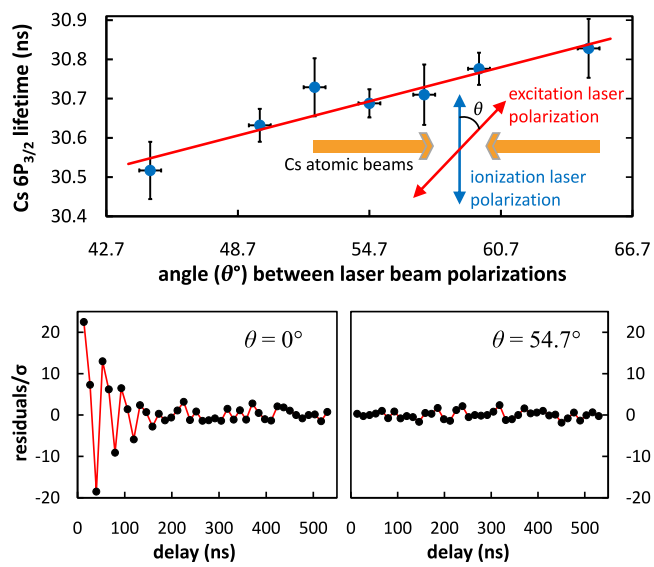 Cs 6P3/2 lifetime (ns)
30.9
30.8
30.7
30.6
30.5
30.4
θ
excitation laser
polarization
Cs atomic beams
ionization laser
polarization
42.7 48.7 54.7 60.7 66.7
angle (θ°) between laser beam polarizations
residuals/σ
20
10
0
-10
-20
θ = 0°
0 100 200 300 400 500
delay (ns)
θ = 54.7°
20
10
0
-10
-20
0 100 200 300 400 500
delay (ns)